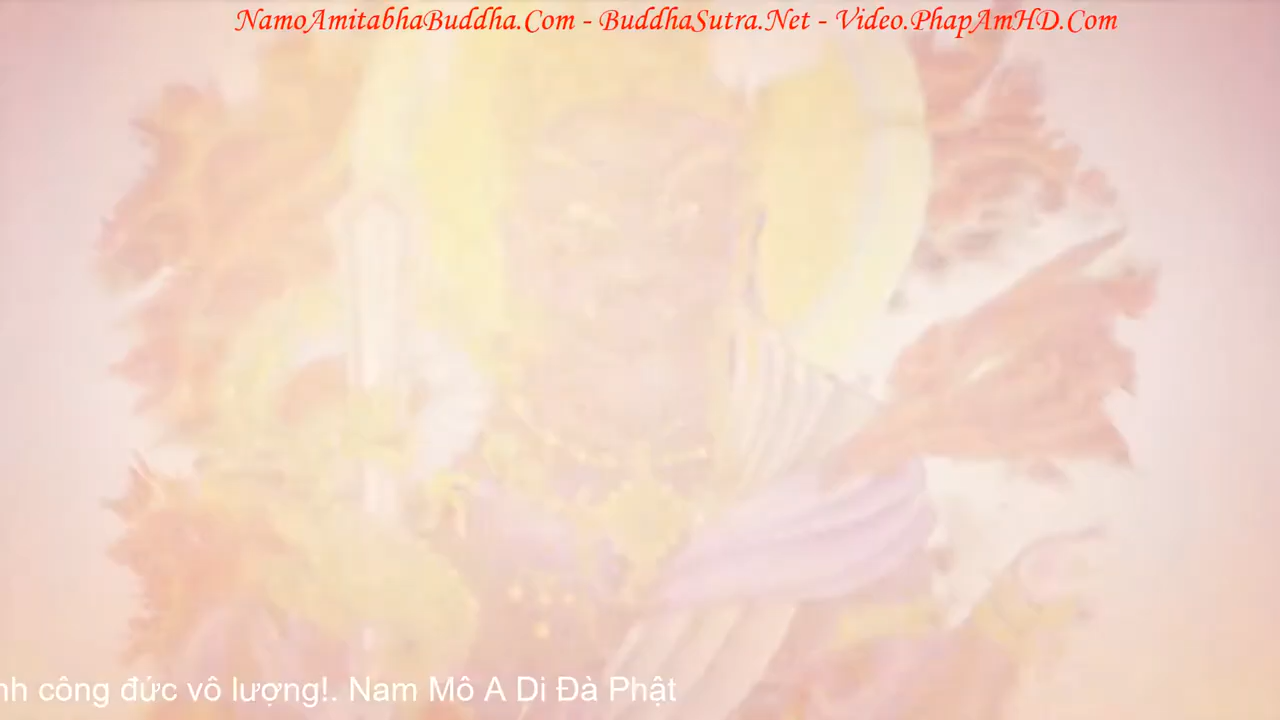 NamoAmitabhaBuddha.Com - BuddhaSutra.Net - Video.PhapAmHD.Com
công đức vô lượng!. Nam Mô A Di Đà Phật